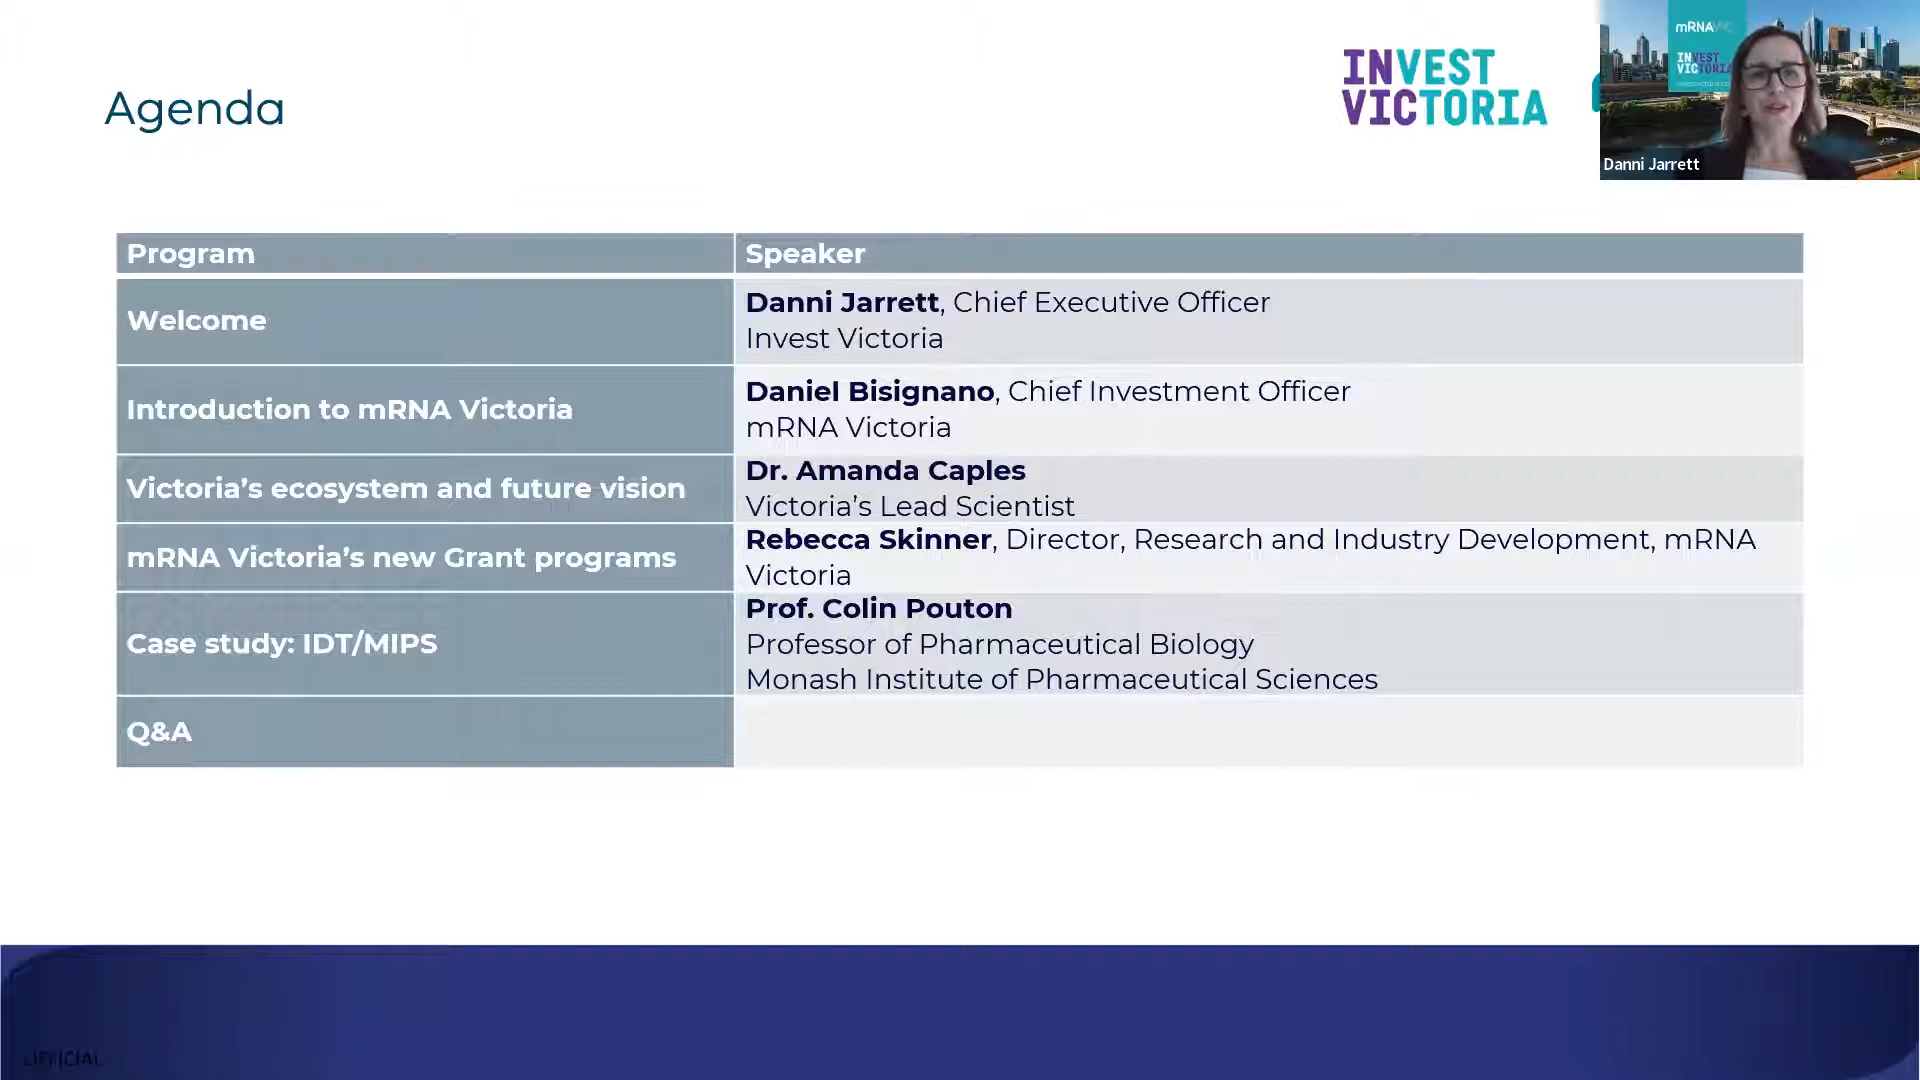 Agenda
INVEST
VICTORIA
mRNA
INVEST
VICTORIA
Danni Jarrett
Program
Speaker
Welcome
Danni Jarrett, Chief Executive Officer
Invest Victoria
Introduction to mRNA Victoria
Daniel Bisignano, Chief Investment Officer
mRNA Victoria
Victoria’s ecosystem and future vision
Dr. Amanda Caples
Victoria’s Lead Scientist
mRNA Victoria’s new Grant programs
Rebecca Skinner, Director, Research and Industry Development, mRNA
Victoria
Case study: IDT/MIPS
Prof. Colin Pouton
Professor of Pharmaceutical Biology
Monash Institute of Pharmaceutical Sciences
Q&A
OFFICIAL